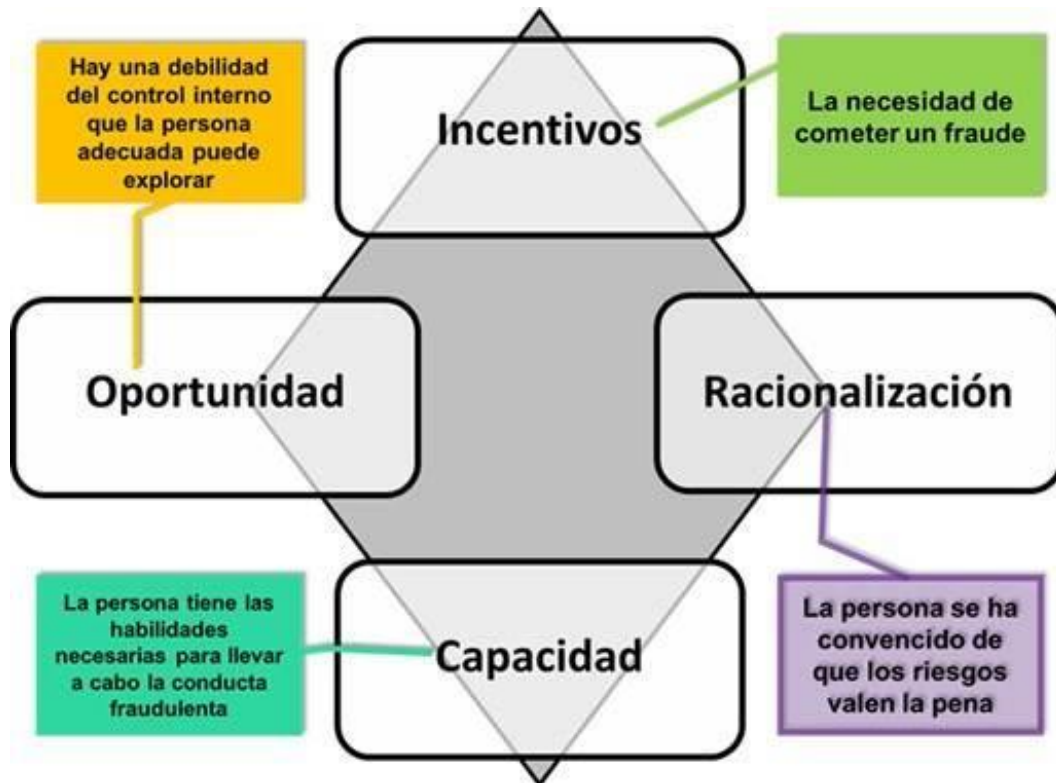 Hay una debilidad
del control interno
que la persona
adecuada puede
explorar
Incentivos
La necesidad de
cometer un fraude
Oportunidad
Racionalización
La persona tiene las
habilidades
necesarias para llevar
a cabo la conducta
fraudulenta
Capacidad
La persona se ha
convencido de
que los riesgos
valen la pena